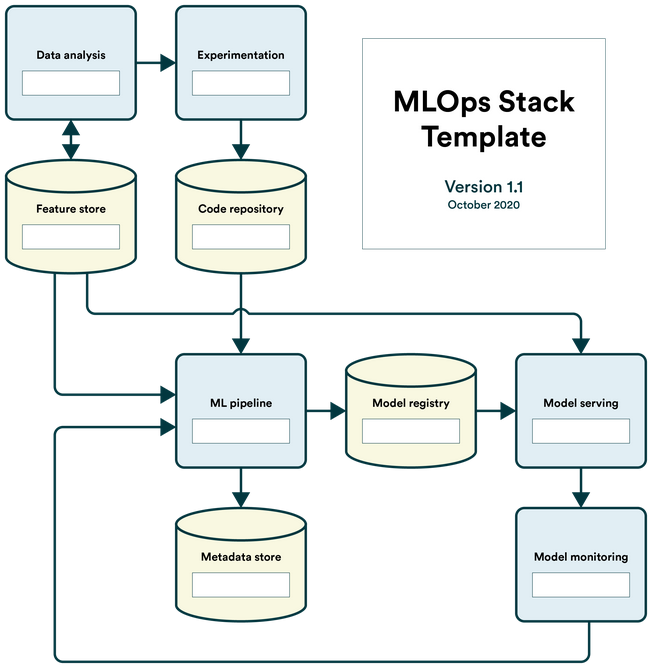 Data analysis
Experimentation
MLOps Stack
Template
Version 1.1
October 2020
Feature store
Code repository
ML pipeline
Model registry
Model serving
Metadata store
Model monitoring